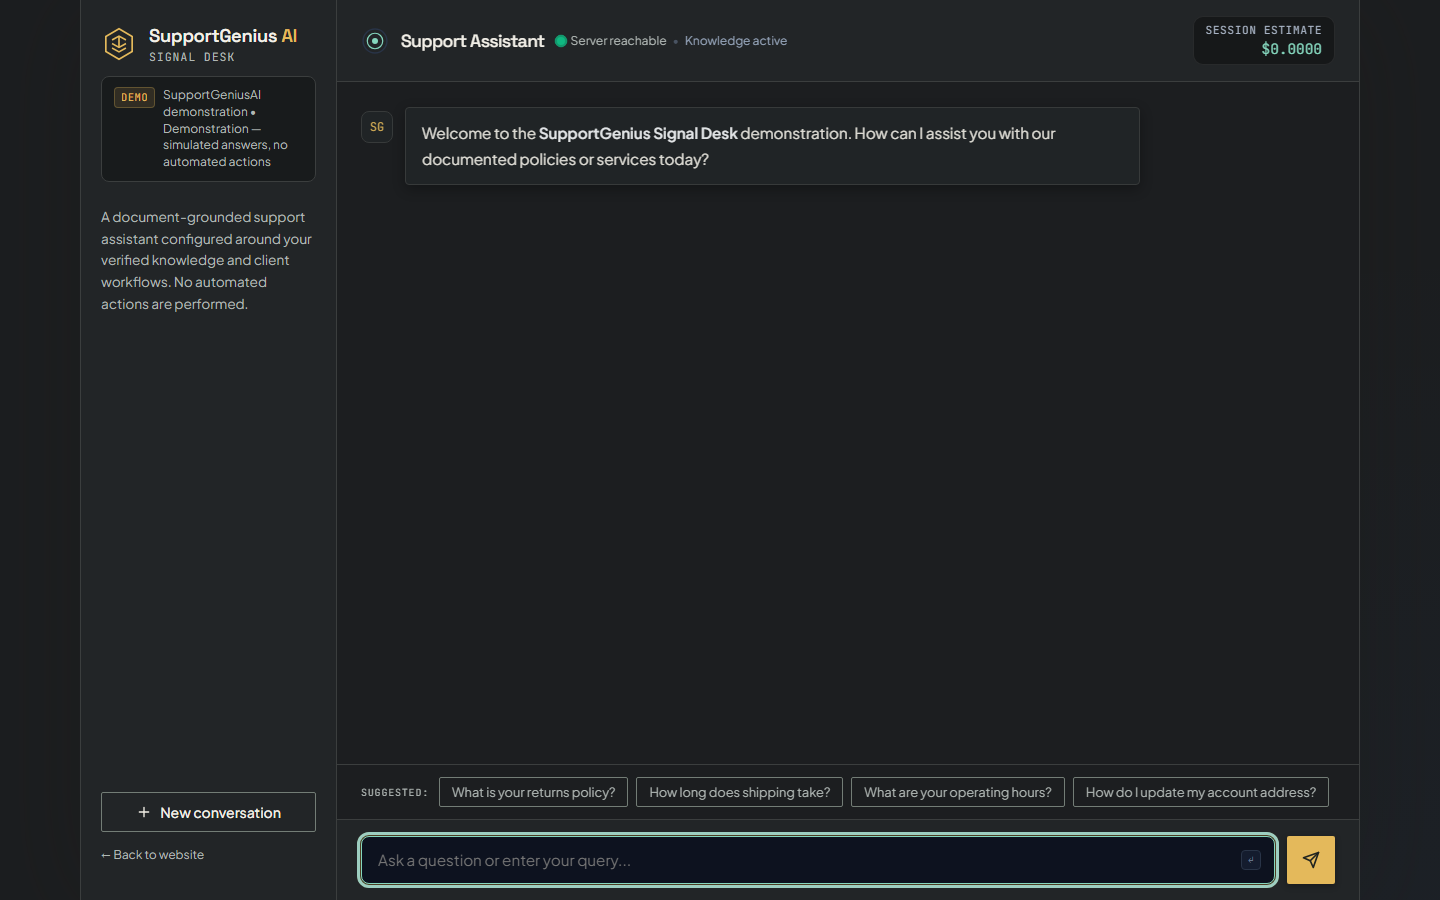 SupportGenius AI
SIGNAL DESK
DEMO
SupportGeniusAI
demonstration •
Demonstration —
simulated answers, no
automated actions
A document-grounded support
assistant configured around your
verified knowledge and client
workflows. No automated
actions are performed.
+ New conversation
← Back to website
Support Assistant
Server reachable • Knowledge active
SESSION ESTIMATE
$0.0000
SG
Welcome to the SupportGenius Signal Desk demonstration. How can I assist you with our
documented policies or services today?
SUGGESTED:
What is your returns policy?
How long does shipping take?
What are your operating hours?
How do I update my account address?
Ask a question or enter your query...
↵